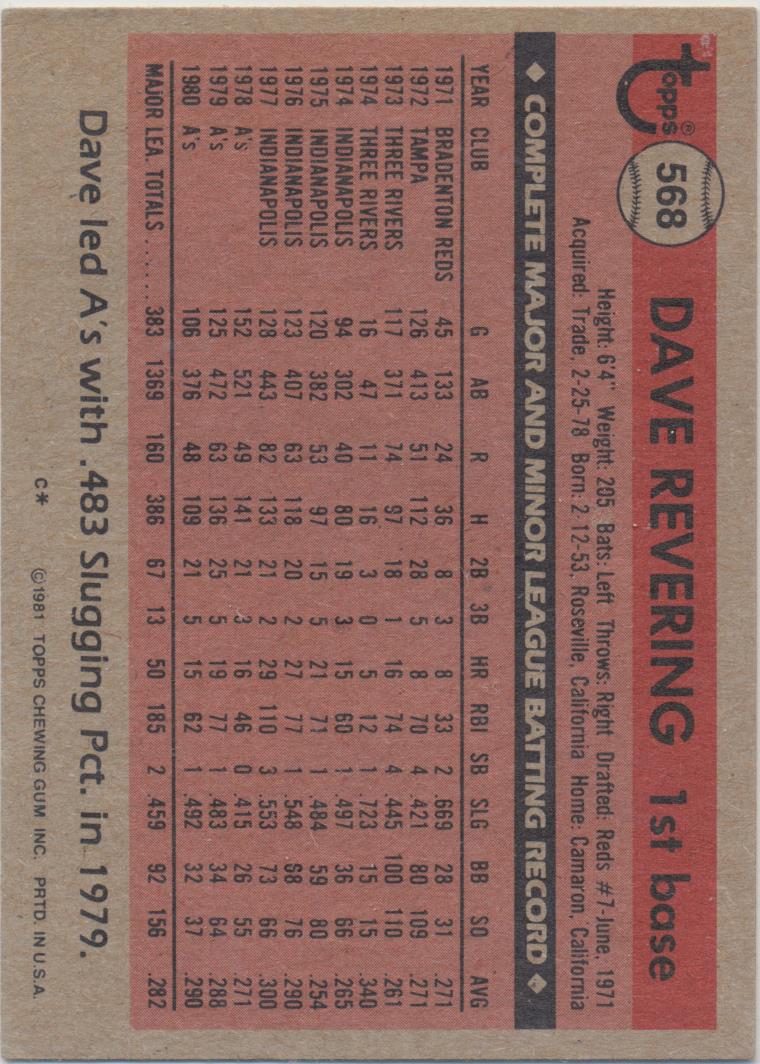 Topps®
568
DAVE REVERING 1st base
Height: 6'4" Weight: 205 Bats: Left Throws: Right Drafted: Reds #7-June, 1971
Acquired: Trade, 2-25-78 Born: 2-12-53, Roseville, California Home: Camaron, California
◆ COMPLETE MAJOR AND MINOR LEAGUE BATTING RECORD ◆
YEAR CLUB G AB R H 2B 3B HR RBI SB SLG BB SO AVG
1971 BRADENTON REDS 45 133 24 36 8 3 8 33 2 .669 28 31 .271
1972 TAMPA 126 413 51 112 28 5 8 70 4 .421 80 109 .271
1973 THREE RIVERS 117 371 74 97 18 1 16 74 4 .445 100 110 .261
1974 THREE RIVERS 16 47 11 16 3 0 5 12 1 .723 15 15 .340
1974 INDIANAPOLIS 94 302 40 80 19 3 15 60 1 .497 36 66 .265
1975 INDIANAPOLIS 120 382 53 97 15 5 21 71 1 .484 59 80 .254
1976 INDIANAPOLIS 123 407 63 118 20 2 27 77 1 .548 68 76 .290
1977 INDIANAPOLIS 128 443 82 133 21 2 29 110 3 .553 73 66 .300
1978 A's 152 521 49 141 21 3 16 46 0 .415 26 55 .271
1979 A's 125 472 63 136 25 5 19 77 1 .483 34 64 .288
1980 A's 106 376 48 109 21 5 15 62 1 .492 32 37 .290
MAJOR LEA. TOTALS ...... 383 1369 160 386 67 13 50 185 2 .459 92 156 .282
Dave led A's with .483 Slugging Pct. in 1979.
C*
©1981 TOPPS CHEWING GUM INC. PRTD. IN U.S.A.